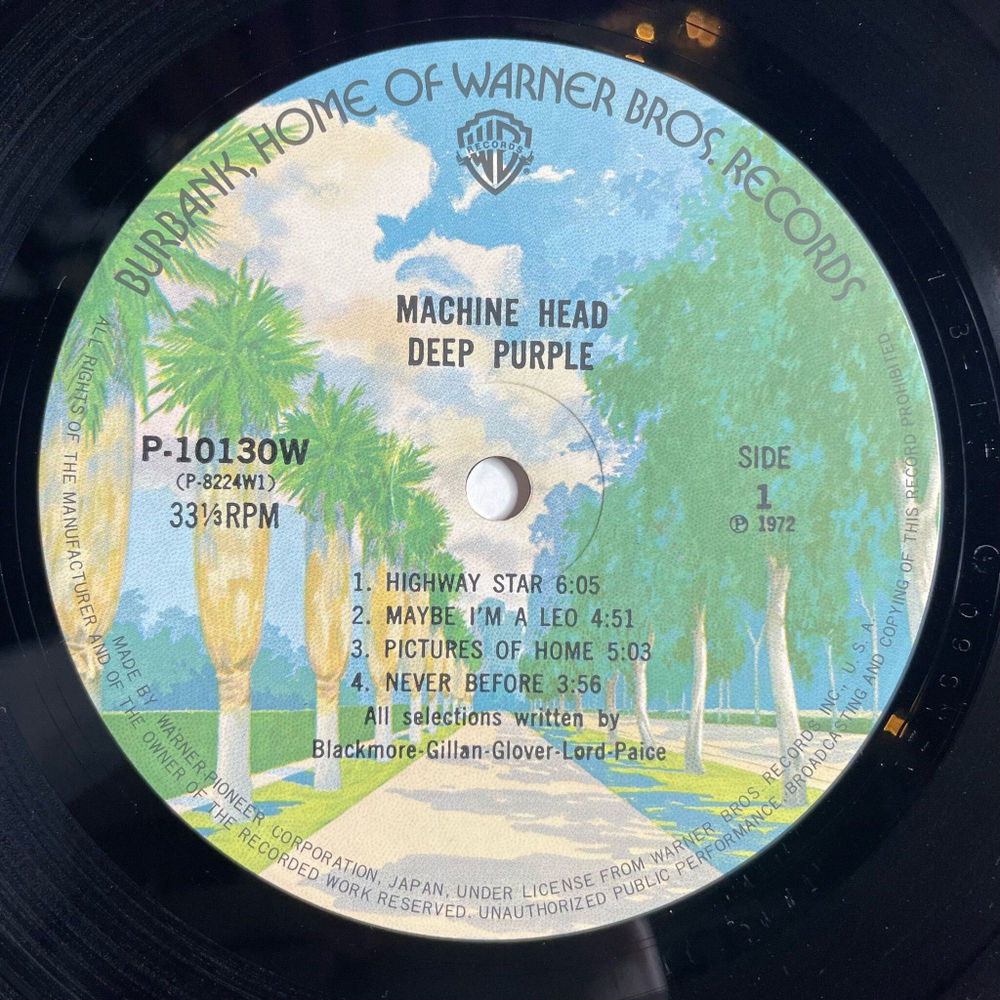 BURBANK, HOME OF WARNER BROS. RECORDS
RECORDS
MACHINE HEAD
DEEP PURPLE
P-10130W
(P-8224W1)
33⅓RPM
SIDE
1
Ⓟ 1972
1. HIGHWAY STAR 6:05
2. MAYBE I'M A LEO 4:51
3. PICTURES OF HOME 5:03
4. NEVER BEFORE 3:56
All selections written by
Blackmore-Gillan-Glover-Lord-Paice
MADE BY WARNER-PIONEER CORPORATION, JAPAN, UNDER LICENSE FROM WARNER BROS RECORDS INC., U.S.A.
ALL RIGHTS OF THE MANUFACTURER AND OF THE OWNER OF THE RECORDED WORK RESERVED. UNAUTHORIZED PUBLIC PERFORMANCE, BROADCASTING AND COPYING OF THIS RECORD PROHIBITED